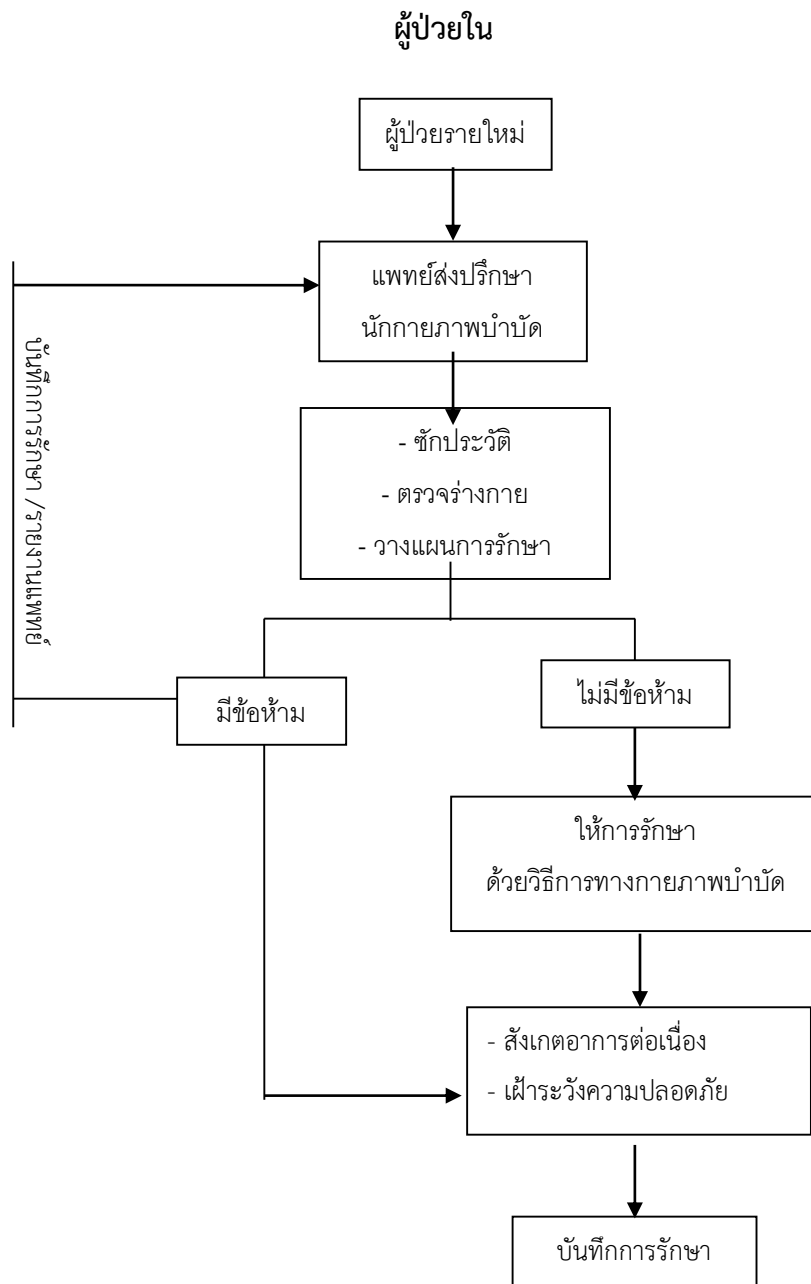 ผู้ป่วยใน
ผู้ป่วยรายใหม่
แพทย์ส่งปรึกษา
นักกายภาพบำบัด
บันทึกการรักษา /รายงานแพทย์
- ซักประวัติ
- ตรวจร่างกาย
- วางแผนการรักษา
มีข้อห้าม
ไม่มีข้อห้าม
ให้การรักษา
ด้วยวิธีการทางกายภาพบำบัด
- สังเกตอาการต่อเนื่อง
- เฝ้าระวังความปลอดภัย
บันทึกการรักษา